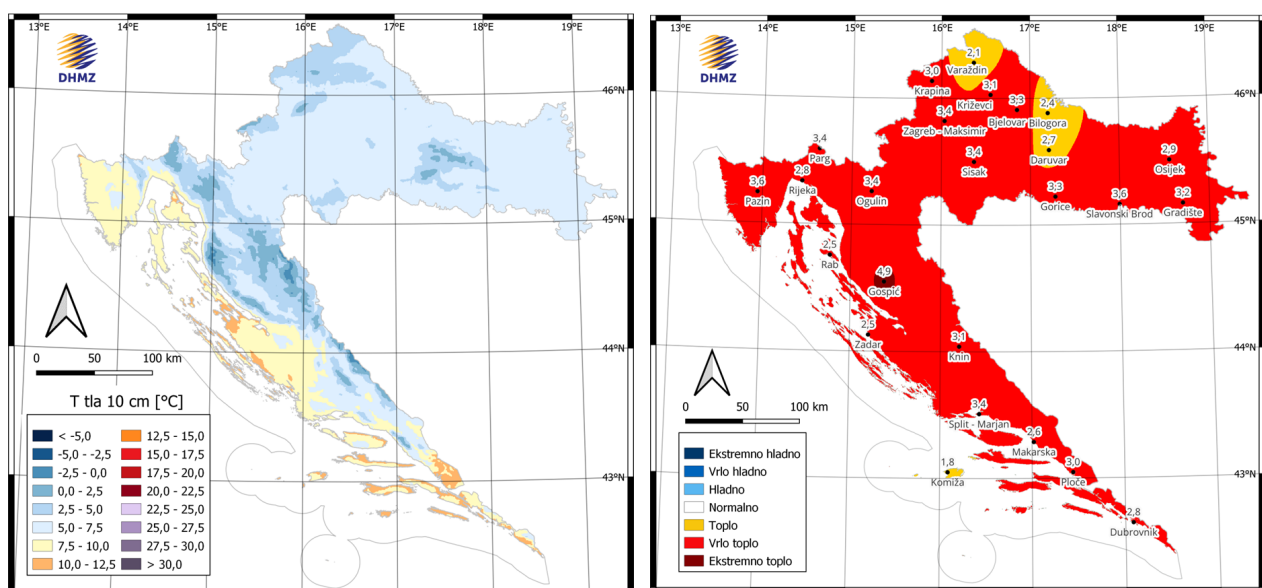 13°E 14°E 15°E 16°E 17°E 18°E 19°E
DHMZ
46°N
45°N
44°N
43°N
0 50 100 km
T tla 10 cm [°C]
< -5,0
-5,0 - -2,5
-2,5 - 0,0
0,0 - 2,5
2,5 - 5,0
5,0 - 7,5
7,5 - 10,0
10,0 - 12,5
12,5 - 15,0
15,0 - 17,5
17,5 - 20,0
20,0 - 22,5
22,5 - 25,0
25,0 - 27,5
27,5 - 30,0
> 30,0
13°E 14°E 15°E 16°E 17°E 18°E 19°E
DHMZ
2,1
Varaždin
3,0
Krapina
3,1
Križevci
46°N
3,3
Bjelovar
2,4
Bilogora
3,4
Zagreb - Maksimir
3,4
Parg
2,7
Daruvar
3,4
Sisak
2,9
Osijek
3,6
Pazin
2,8
Rijeka
3,4
Ogulin
3,3
Gorice
3,6
Slavonski Brod
3,2
Gradište
45°N
2,5
Rab
4,9
Gospić
2,5
Zadar
3,1
Knin
44°N
0 50 100 km
3,4
Split - Marjan
2,6
Makarska
1,8
Komiža
3,0
Ploče
43°N
2,8
Dubrovnik
Ekstremno hladno
Vrlo hladno
Hladno
Normalno
Toplo
Vrlo toplo
Ekstremno toplo